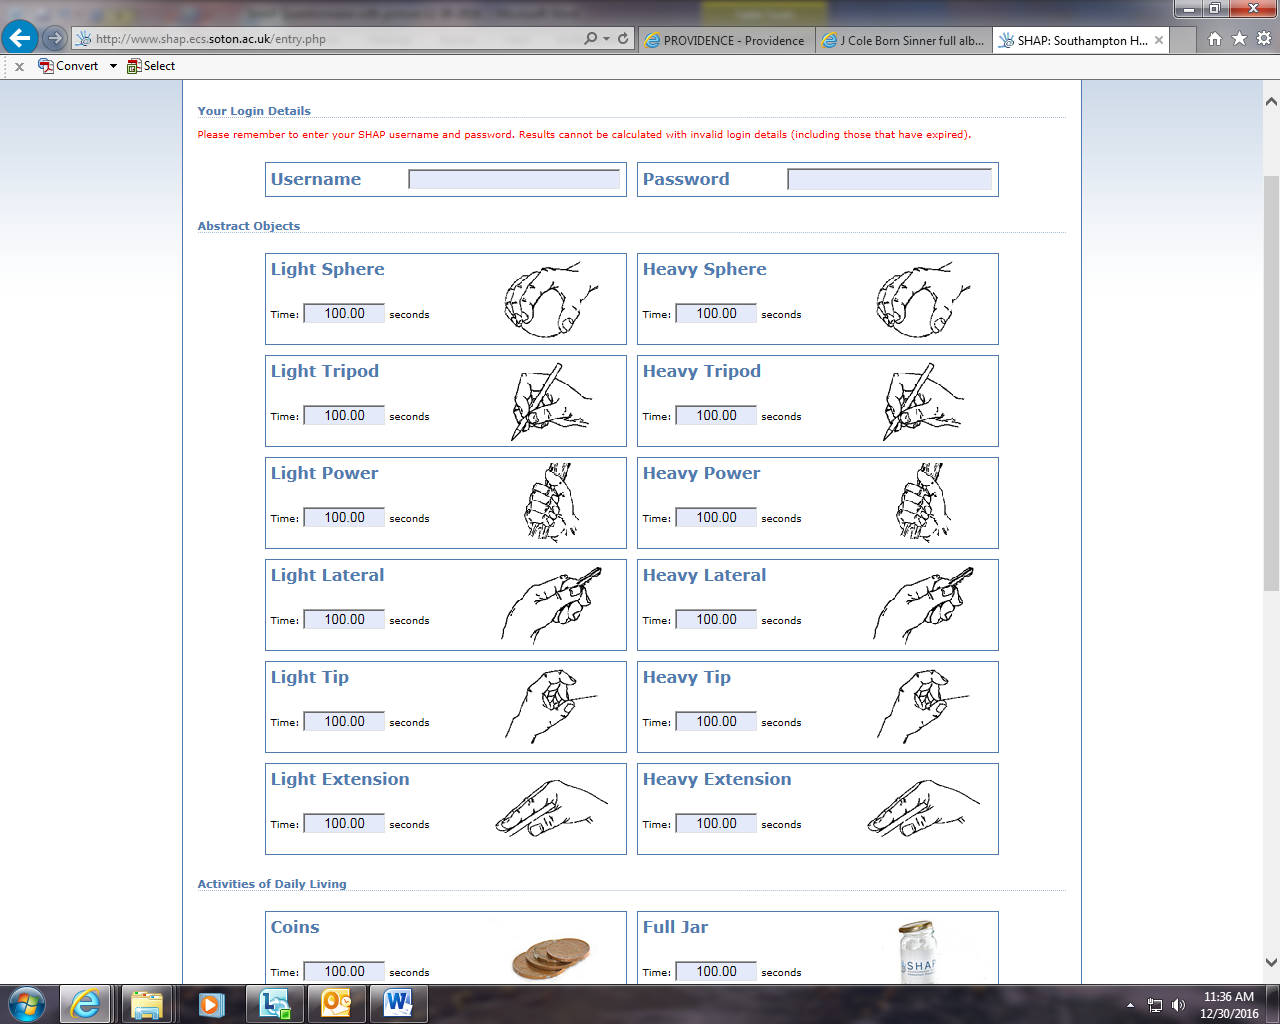 http://www.shap.ecs.soton.ac.uk/entry.php
PROVIDENCE - Providence
J Cole Born Sinner full alb...
SHAP: Southampton H...
x Convert Select
Your Login Details
Please remember to enter your SHAP username and password. Results cannot be calculated with invalid login details (including those that have expired).
Username Password
Abstract Objects
Light Sphere Heavy Sphere
Time: 100.00 seconds Time: 100.00 seconds
Light Tripod Heavy Tripod
Time: 100.00 seconds Time: 100.00 seconds
Light Power Heavy Power
Time: 100.00 seconds Time: 100.00 seconds
Light Lateral Heavy Lateral
Time: 100.00 seconds Time: 100.00 seconds
Light Tip Heavy Tip
Time: 100.00 seconds Time: 100.00 seconds
Light Extension Heavy Extension
Time: 100.00 seconds Time: 100.00 seconds
Activities of Daily Living
Coins Full Jar
SHAP
Time: 100.00 seconds Time: 100.00 seconds
11:36 AM
12/30/2016